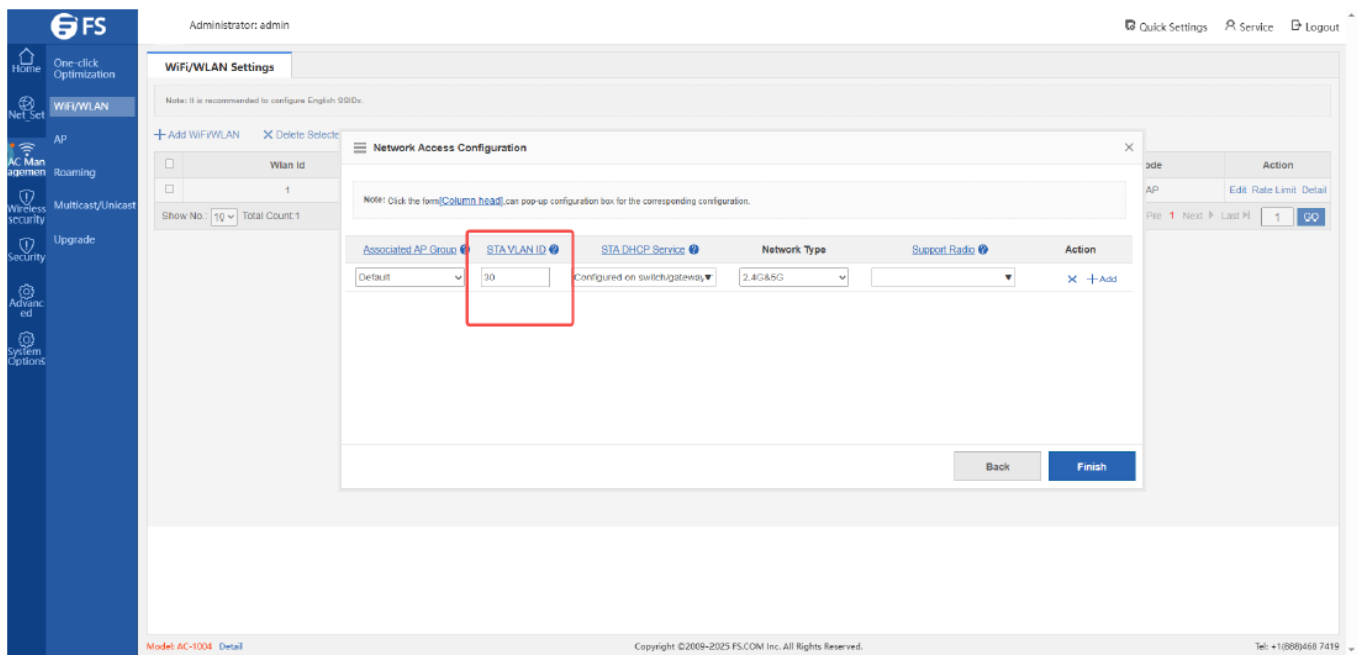 FS
Administrator: admin
Quick Settings
Service
Logout
Home
Net_Set
AC Man
agemen
Wireless
security
Security
Advanc
ed
System
Options
One-click
Optimization
WiFi/WLAN
AP
Roaming
Multicast/Unicast
Upgrade
WiFi/WLAN Settings
Note: It is recommended to configure English SSIDs.
Add WiFi/WLAN
Delete Selecte
Wlan Id
ode
Action
1
AP
Edit Rate Limit Detail
Show No.: 10 Total Count:1
Pre 1 Next Last 1 GO
Network Access Configuration
Note: Click the form[Column head],can pop-up configuration box for the corresponding configuration.
Associated AP Group STA VLAN ID STA DHCP Service Network Type Support Radio Action
Default 30 Configured on switch/gateway 2.4G&5G Add
Back
Finish
Model: AC-1004 Detail
Copyright ©2009-2025 FS.COM Inc. All Rights Reserved.
Tel: +1(888)468 7419